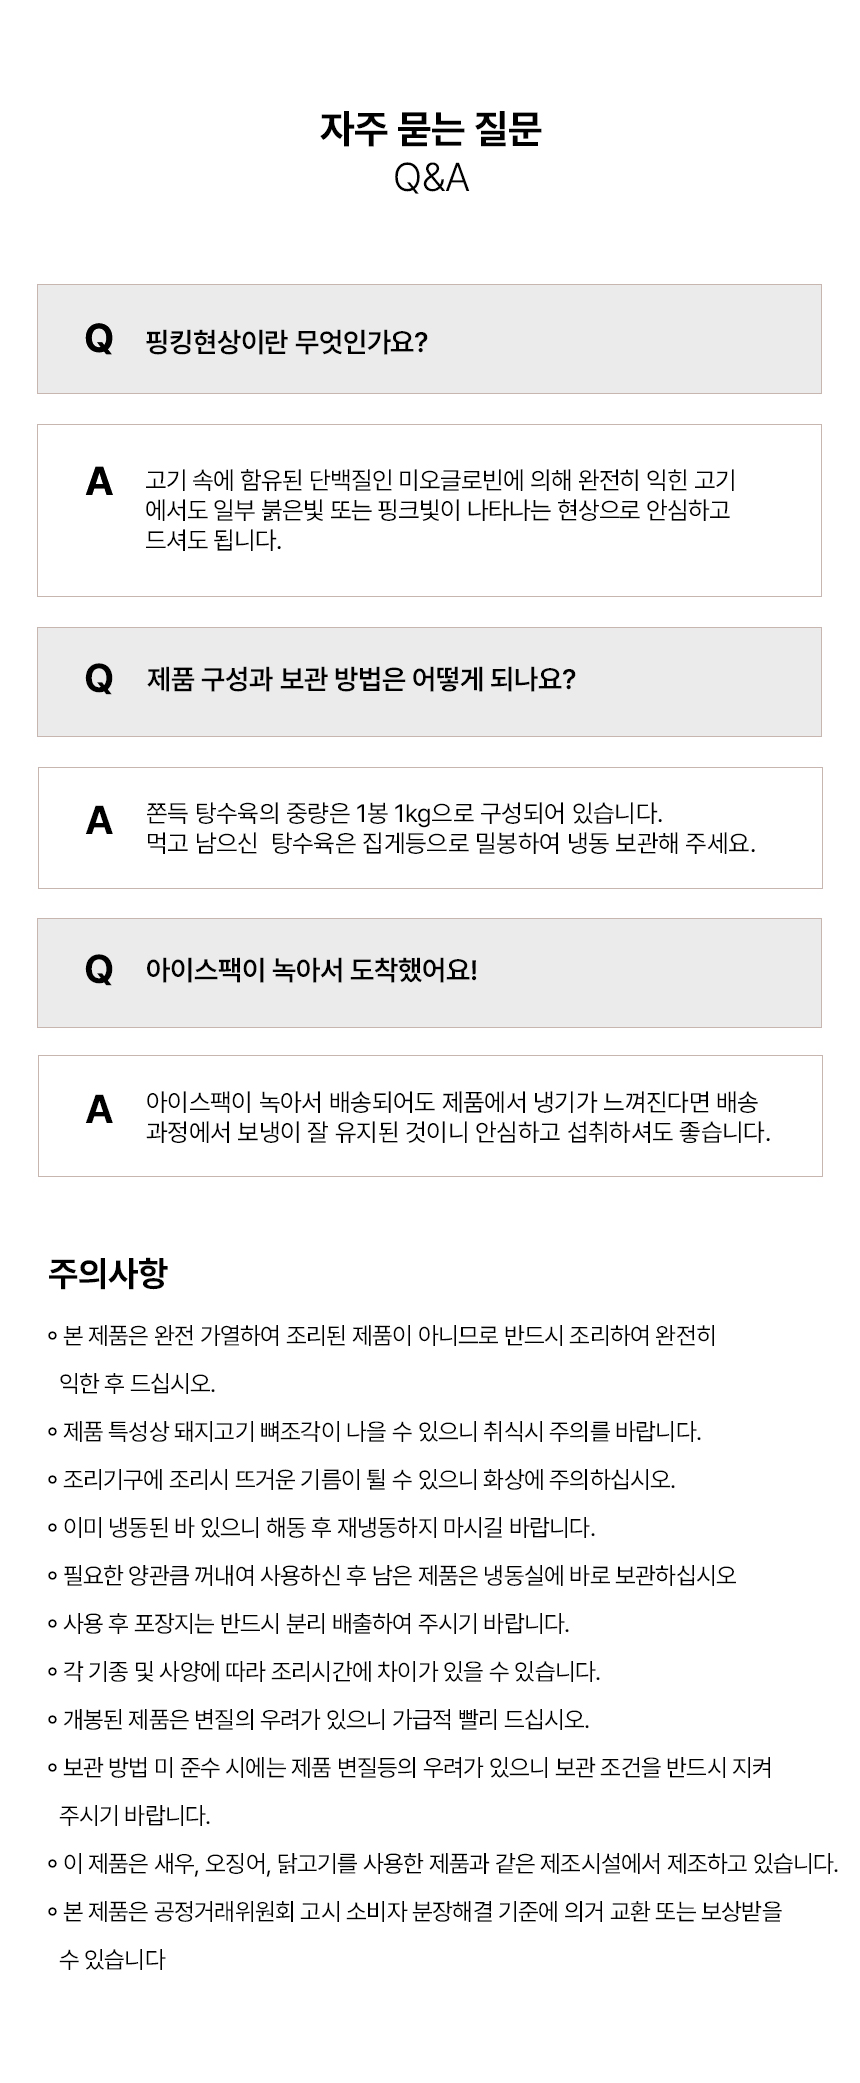 자주 묻는 질문
Q&A
Q 핑킹현상이란 무엇인가요?
A 고기 속에 함유된 단백질인 미오글로빈에 의해 완전히 익힌 고기
에서도 일부 붉은빛 또는 핑크빛이 나타나는 현상으로 안심하고
드셔도 됩니다.
Q 제품 구성과 보관 방법은 어떻게 되나요?
A 쫀득 탕수육의 중량은 1봉 1kg으로 구성되어 있습니다.
먹고 남으신 탕수육은 집게등으로 밀봉하여 냉동 보관해 주세요.
Q 아이스팩이 녹아서 도착했어요!
A 아이스팩이 녹아서 배송되어도 제품에서 냉기가 느껴진다면 배송
과정에서 보냉이 잘 유지된 것이니 안심하고 섭취하셔도 좋습니다.
주의사항
∘ 본 제품은 완전 가열하여 조리된 제품이 아니므로 반드시 조리하여 완전히
익한 후 드십시오.
∘ 제품 특성상 돼지고기 뼈조각이 나을 수 있으니 취식시 주의를 바랍니다.
∘ 조리기구에 조리시 뜨거운 기름이 튈 수 있으니 화상에 주의하십시오.
∘ 이미 냉동된 바 있으니 해동 후 재냉동하지 마시길 바랍니다.
∘ 필요한 양관큼 꺼내여 사용하신 후 남은 제품은 냉동실에 바로 보관하십시오
∘ 사용 후 포장지는 반드시 분리 배출하여 주시기 바랍니다.
∘ 각 기종 및 사양에 따라 조리시간에 차이가 있을 수 있습니다.
∘ 개봉된 제품은 변질의 우려가 있으니 가급적 빨리 드십시오.
∘ 보관 방법 미 준수 시에는 제품 변질등의 우려가 있으니 보관 조건을 반드시 지켜
주시기 바랍니다.
∘ 이 제품은 새우, 오징어, 닭고기를 사용한 제품과 같은 제조시설에서 제조하고 있습니다.
∘ 본 제품은 공정거래위원회 고시 소비자 분장해결 기준에 의거 교환 또는 보상받을
수 있습니다